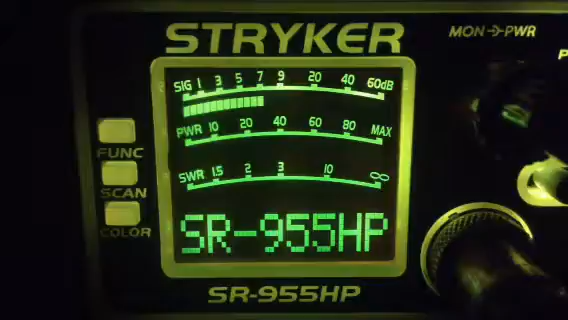 STRYKER
MON PWR
SIG 1 3 5 7 9 20 40 60dB
PWR 10 20 40 60 80 MAX
SWR 1.5 2 3 10 ∞
FUNC
SCAN
COLOR
SR-955HP
SR-955HP